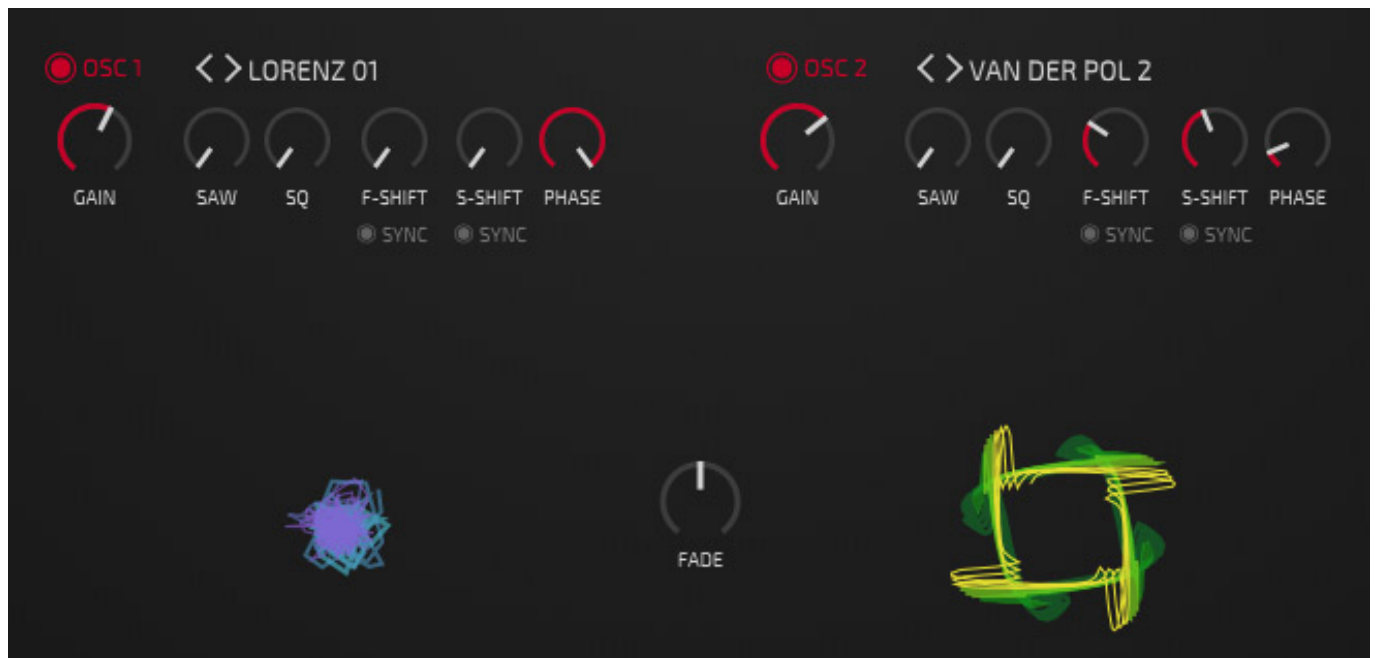 OSC 1 < > LORENZ 01 OSC 2 < > VAN DER POL 2
GAIN SAW SQ F-SHIFT S-SHIFT PHASE GAIN SAW SQ F-SHIFT S-SHIFT PHASE
SYNC SYNC SYNC SYNC
FADE